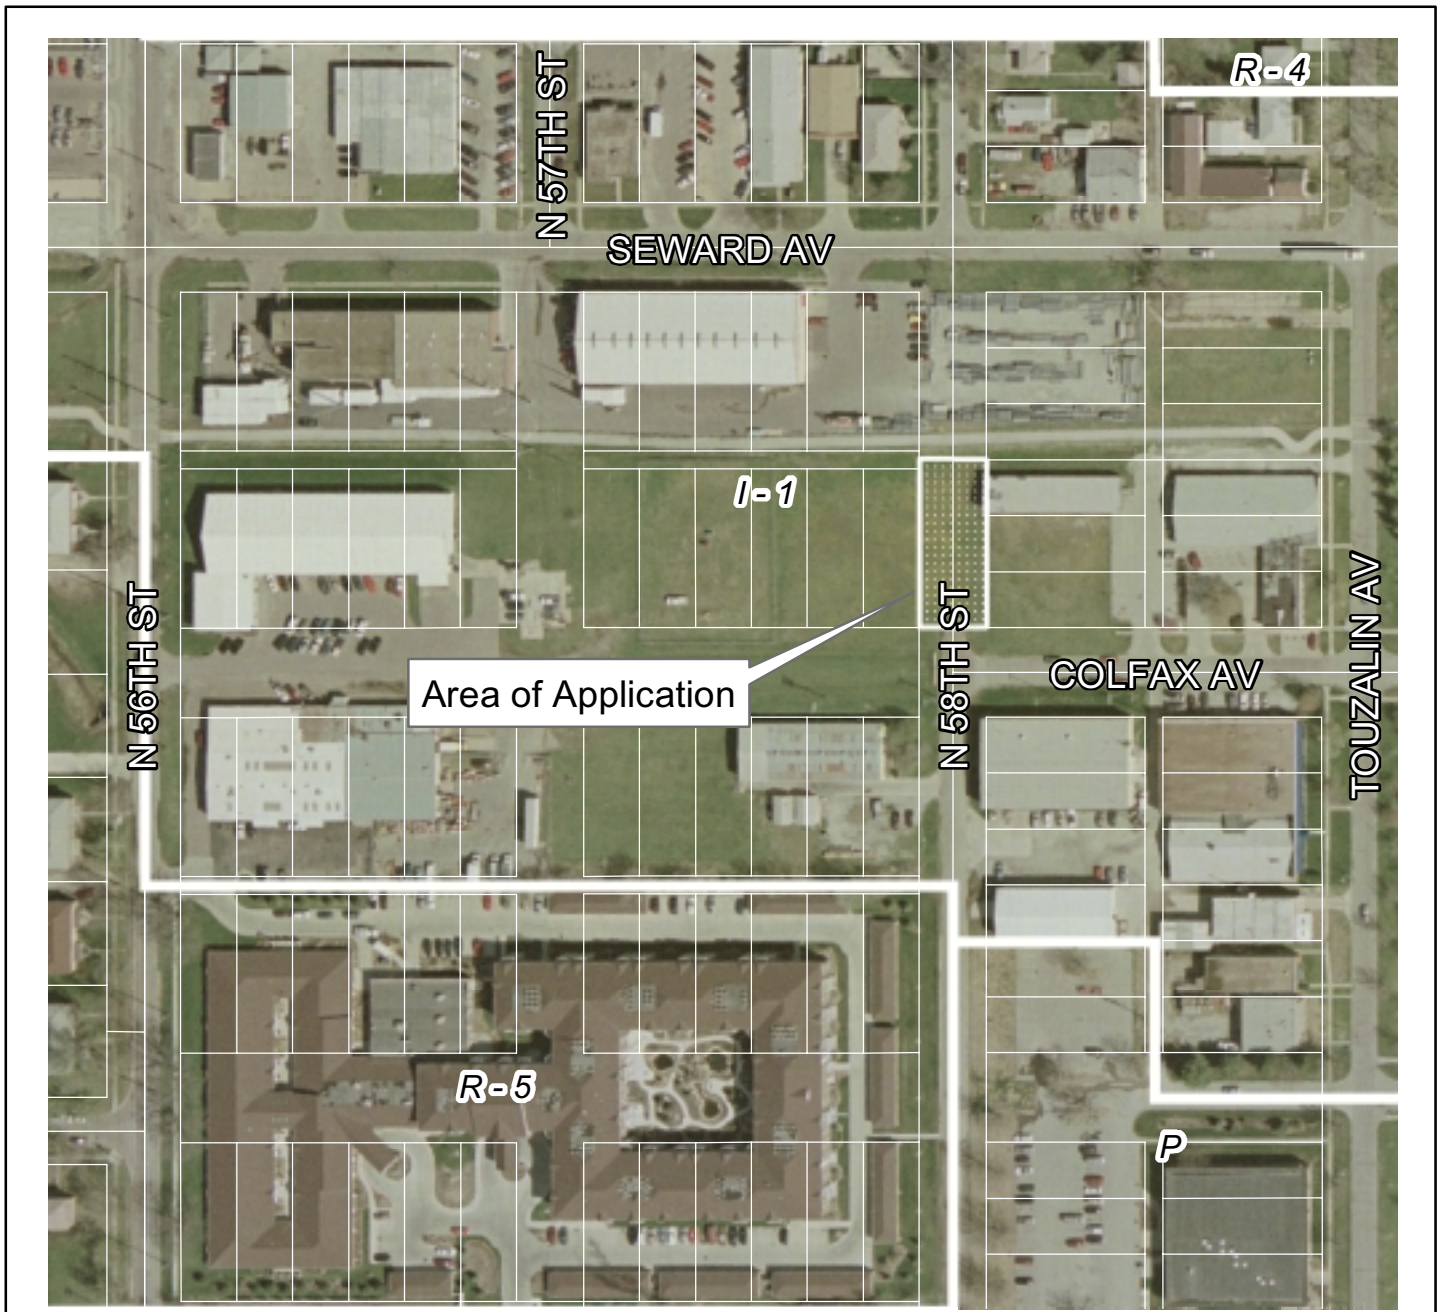 R - 4
N 57TH ST
SEWARD AV
I - 1
N 56TH ST
N 58TH ST
TOUZALIN AV
COLFAX AV
Area of Application
R - 5
P